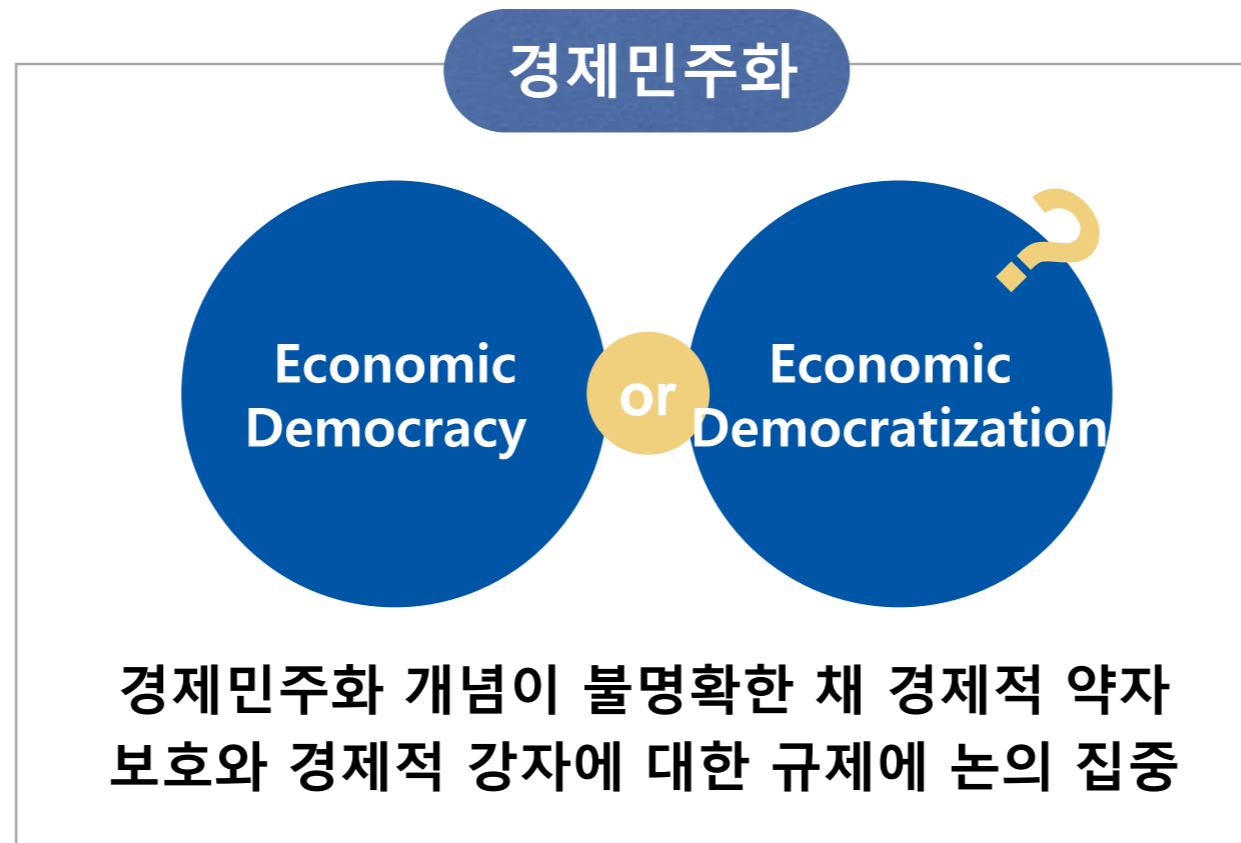 경제민주화
?
Economic
Democracy
or
Economic
Democratization
경제민주화 개념이 불명확한 채 경제적 약자
보호와 경제적 강자에 대한 규제에 논의 집중